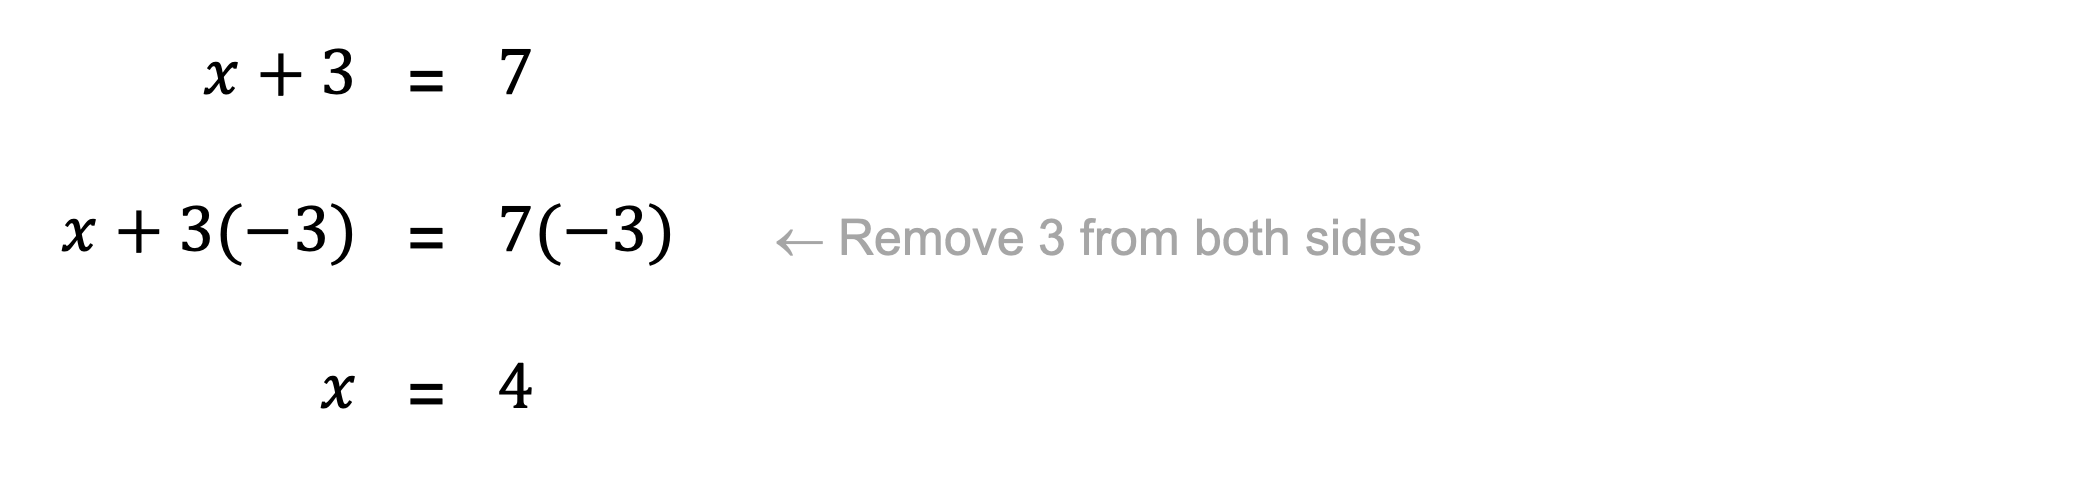 x + 3 = 7
x + 3(−3) = 7(−3) ← Remove 3 from both sides
x = 4